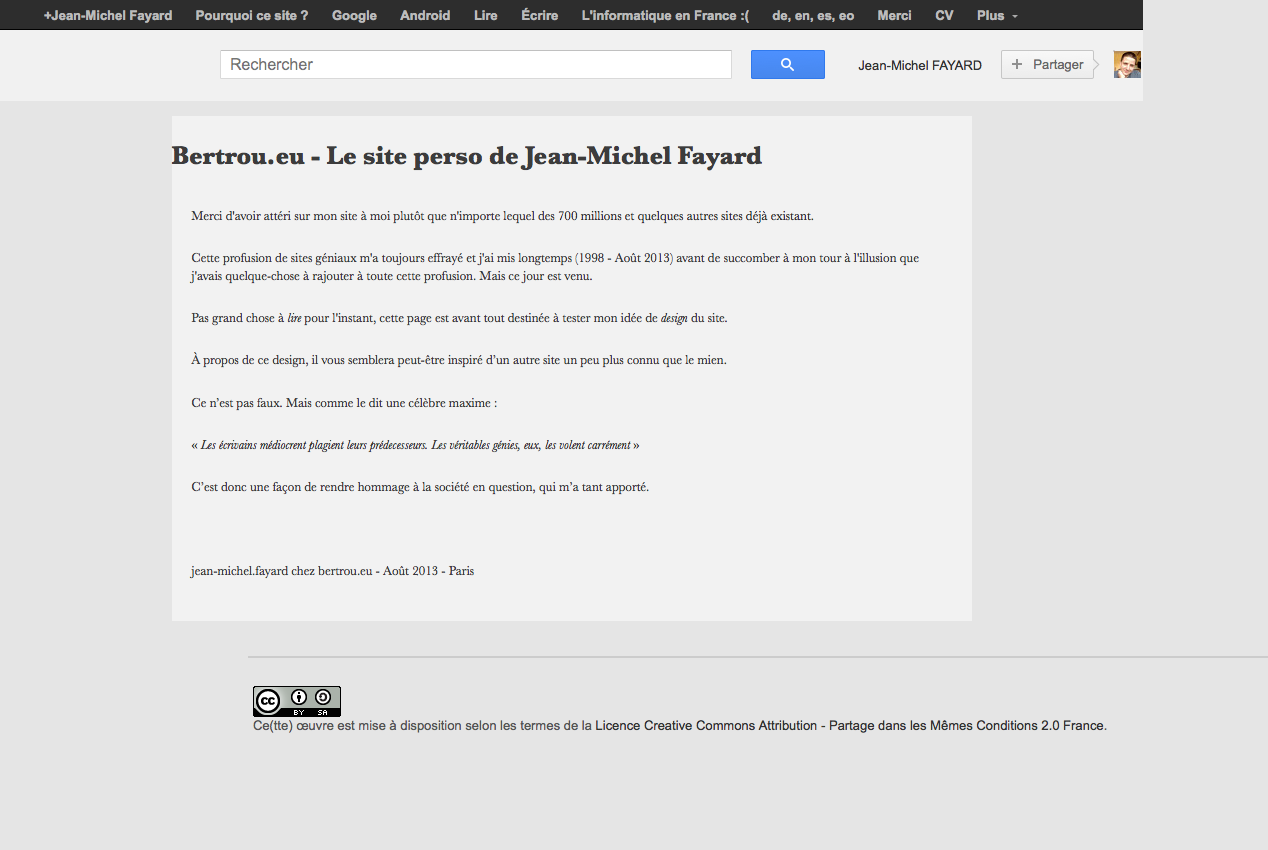 +Jean-Michel Fayard Pourquoi ce site ? Google Android Lire Écrire L'informatique en France :( de, en, es, eo Merci CV Plus
Rechercher Jean-Michel FAYARD + Partager
Bertrou.eu - Le site perso de Jean-Michel Fayard
Merci d'avoir attéri sur mon site à moi plutôt que n'importe lequel des 700 millions et quelques autres sites déjà existant.
Cette profusion de sites géniaux m'a toujours effrayé et j'ai mis longtemps (1998 - Août 2013) avant de succomber à mon tour à l'illusion que
j'avais quelque-chose à rajouter à toute cette profusion. Mais ce jour est venu.
Pas grand chose à lire pour l'instant, cette page est avant tout destinée à tester mon idée de design du site.
À propos de ce design, il vous semblera peut-être inspiré d’un autre site un peu plus connu que le mien.
Ce n’est pas faux. Mais comme le dit une célèbre maxime :
« Les écrivains médiocrent plagient leurs prédecesseurs. Les véritables génies, eux, les volent carrément »
C’est donc une façon de rendre hommage à la société en question, qui m’a tant apporté.
jean-michel.fayard chez bertrou.eu - Août 2013 - Paris
cc BY SA
Ce(tte) œuvre est mise à disposition selon les termes de la Licence Creative Commons Attribution - Partage dans les Mêmes Conditions 2.0 France.